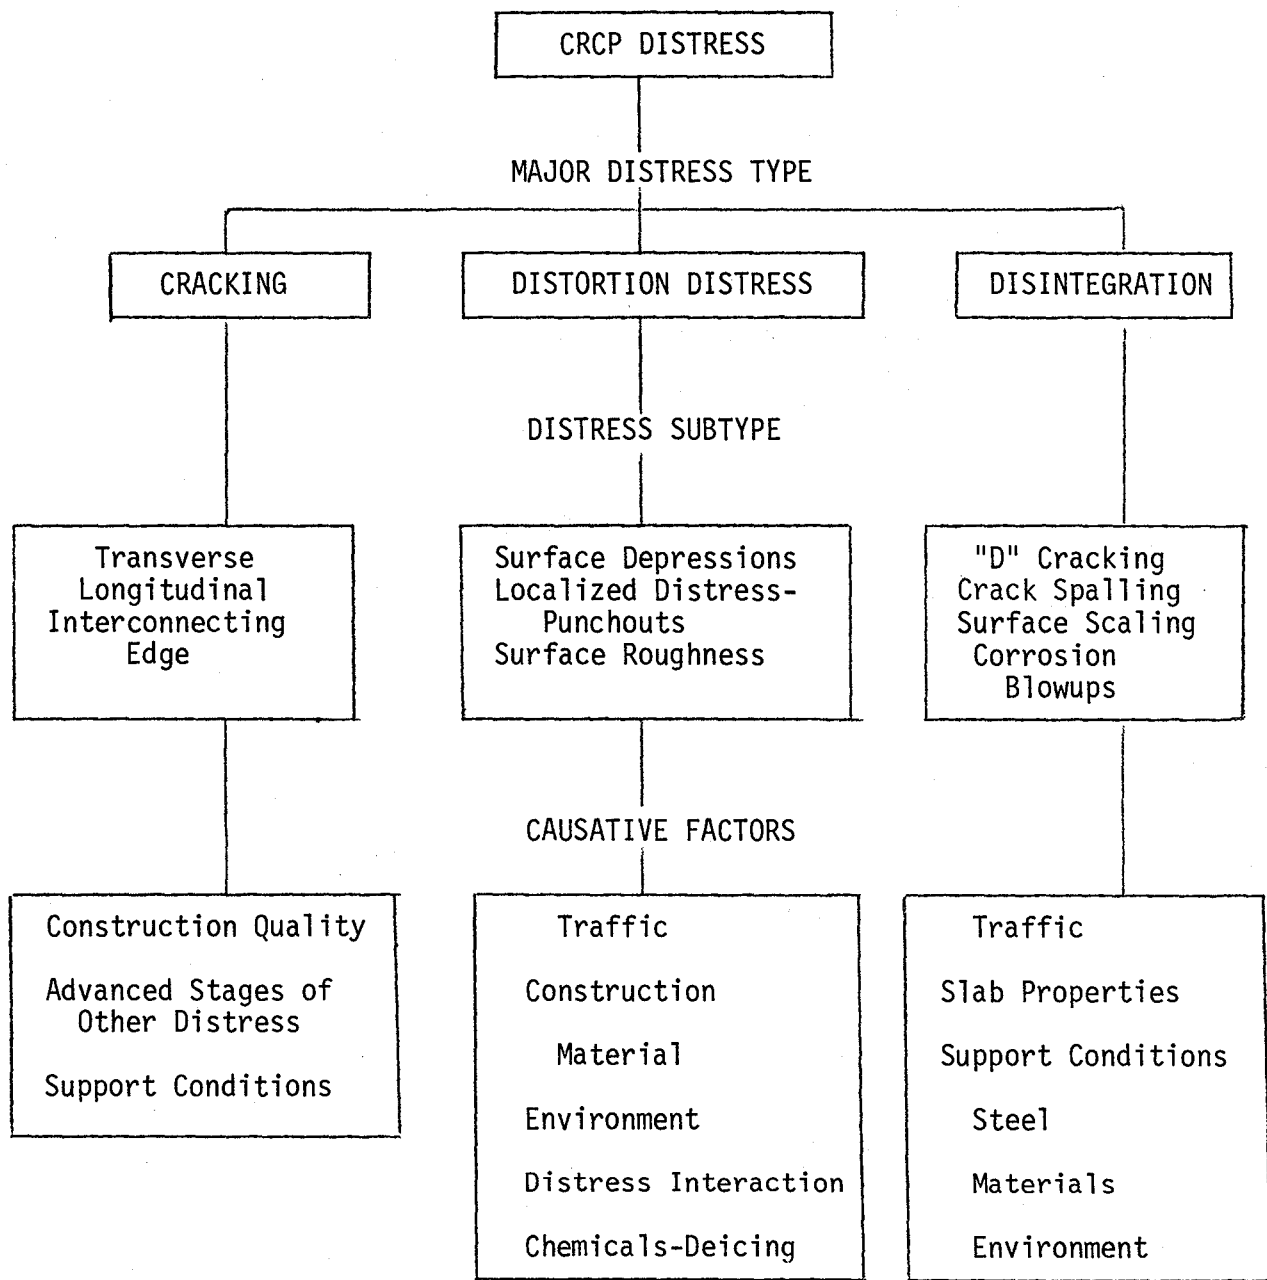 CRCP DISTRESS
MAJOR DISTRESS TYPE
CRACKING
DISTORTION DISTRESS
DISINTEGRATION
DISTRESS SUBTYPE
Transverse
Longitudinal
Interconnecting
Edge
Surface Depressions
Localized Distress-
Punchouts
Surface Roughness
"D" Cracking
Crack Spalling
Surface Scaling
Corrosion
Blowups
CAUSATIVE FACTORS
Construction Quality
Advanced Stages of
Other Distress
Support Conditions
Traffic
Construction
Material
Environment
Distress Interaction
Chemicals-Deicing
Traffic
Slab Properties
Support Conditions
Steel
Materials
Environment